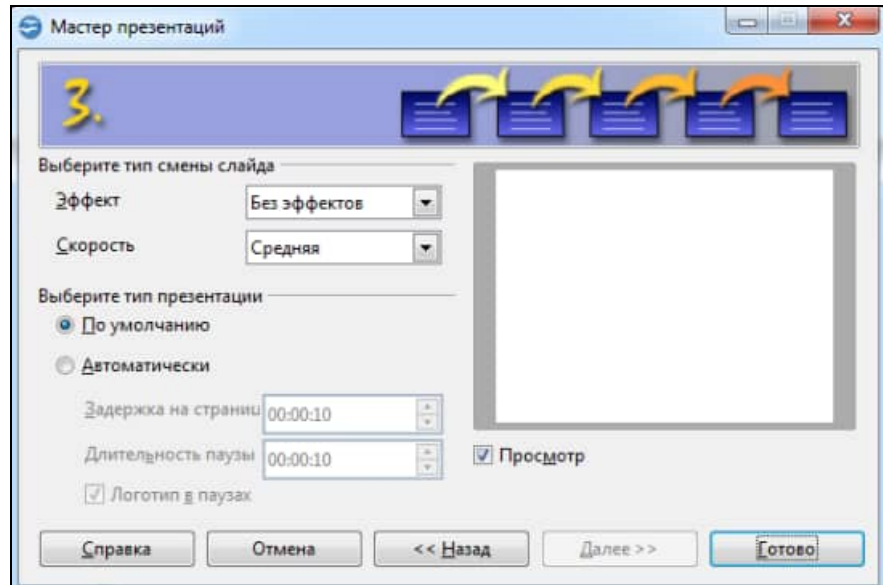 Мастер презентаций
3.
Выберите тип смены слайда
Эффект
Без эффектов
Скорость
Средняя
Выберите тип презентации
По умолчанию
Автоматически
Задержка на страниц 00:00:10
Длительность паузы 00:00:10
Логотип в паузах
Просмотр
Справка
Отмена
<< Назад
Далее >>
Готово